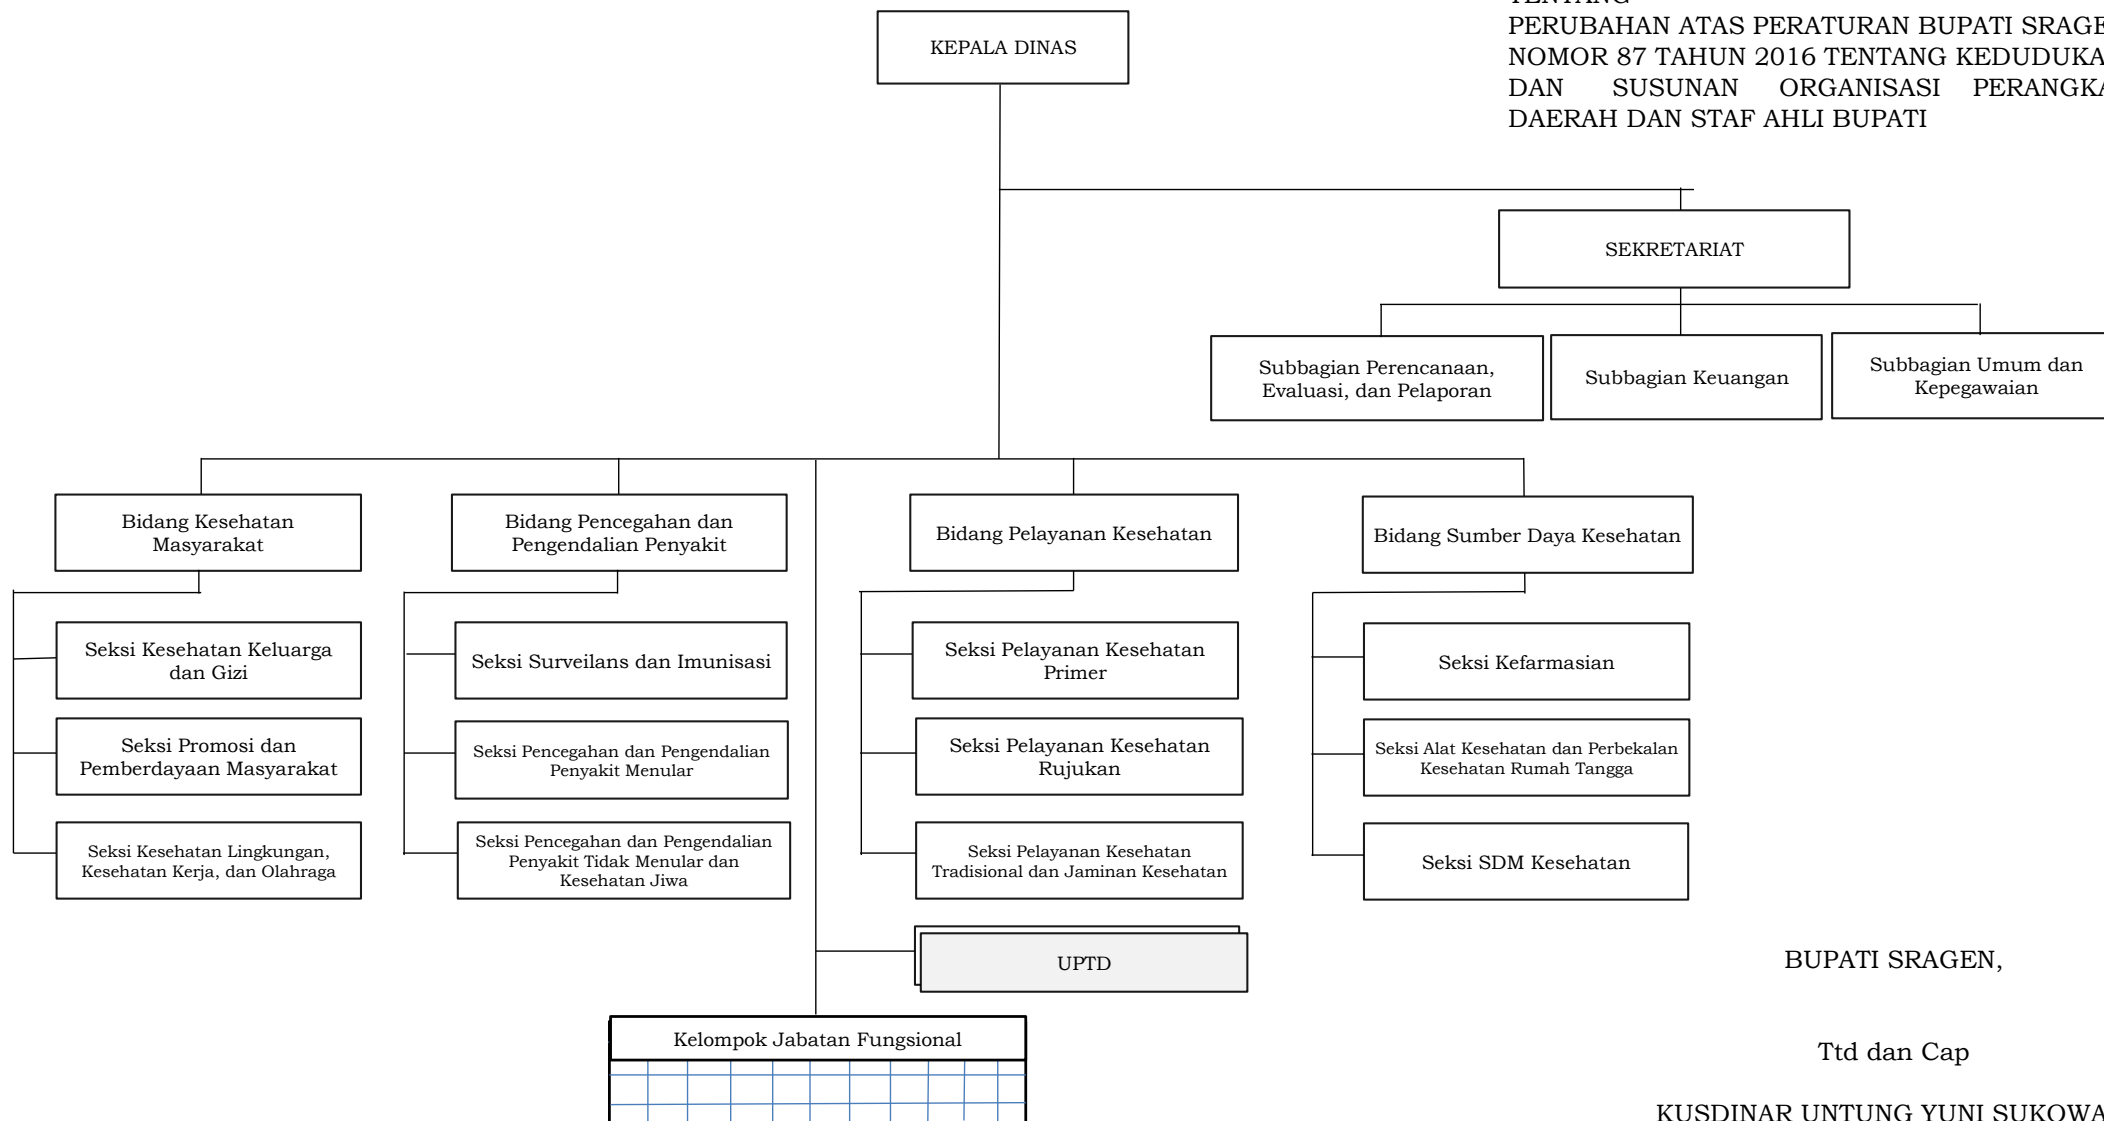 TENTANG
PERUBAHAN ATAS PERATURAN BUPATI
NOMOR 87 TAHUN 2016 TENTANG
DAN SUSUNAN ORGANISASI
DAERAH DAN STAF AHLI BUPATI
KEPALA DINAS
SEKRETARIAT
Subbagian Perencanaan,
Evaluasi, dan Pelaporan
Subbagian Keuangan
Subbagian Umum dan
Kepegawaian
Bidang Kesehatan
Masyarakat
Bidang Pencegahan dan
Pengendalian Penyakit
Bidang Pelayanan Kesehatan
Bidang Sumber Daya Kesehatan
Seksi Kesehatan Keluarga
dan Gizi
Seksi Surveilans dan Imunisasi
Seksi Pelayanan Kesehatan
Primer
Seksi Kefarmasian
Seksi Promosi dan
Pemberdayaan Masyarakat
Seksi Pencegahan dan Pengendalian
Penyakit Menular
Seksi Pelayanan Kesehatan
Rujukan
Seksi Alat Kesehatan dan Perbekalan
Kesehatan Rumah Tangga
Seksi Kesehatan Lingkungan,
Kesehatan Kerja, dan Olahraga
Seksi Pencegahan dan Pengendalian
Penyakit Tidak Menular dan
Kesehatan Jiwa
Seksi Pelayanan Kesehatan
Tradisional dan Jaminan Kesehatan
Seksi SDM Kesehatan
UPTD
Kelompok Jabatan Fungsional
BUPATI SRAGEN,
Ttd dan Cap
KUSDINAR UNTUNG YUNI